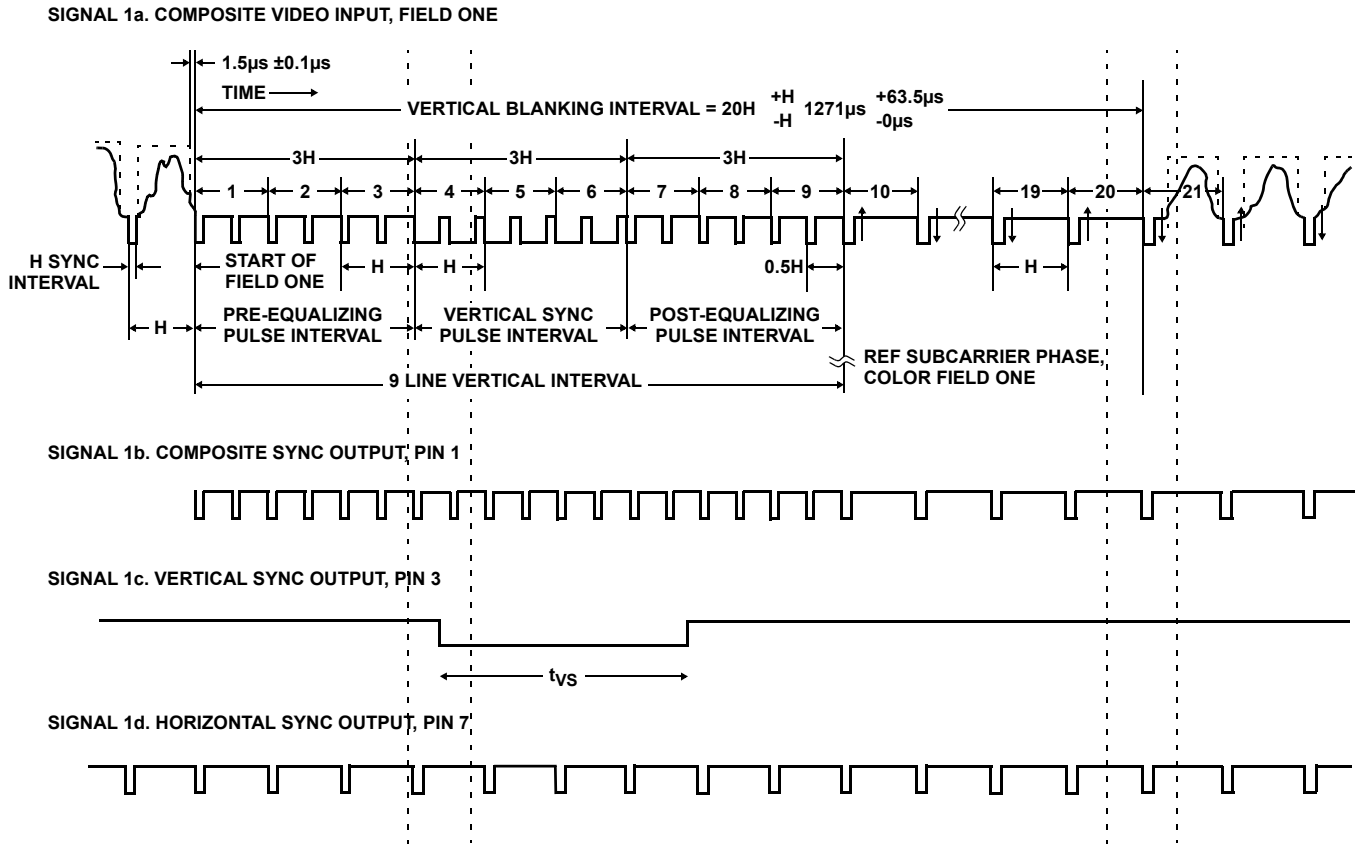 SIGNAL 1a. COMPOSITE VIDEO INPUT, FIELD ONE
1.5µs ±0.1µs
TIME
VERTICAL BLANKING INTERVAL = 20H +H -H 1271µs +63.5µs -0µs
3H 3H 3H
1 2 3 4 5 6 7 8 9 10 19 20 21
H SYNC
INTERVAL
START OF
FIELD ONE
H H 0.5H H
H
PRE-EQUALIZING
PULSE INTERVAL
VERTICAL SYNC
PULSE INTERVAL
POST-EQUALIZING
PULSE INTERVAL
REF SUBCARRIER PHASE,
COLOR FIELD ONE
9 LINE VERTICAL INTERVAL
SIGNAL 1b. COMPOSITE SYNC OUTPUT, PIN 1
SIGNAL 1c. VERTICAL SYNC OUTPUT, PIN 3
tVS
SIGNAL 1d. HORIZONTAL SYNC OUTPUT, PIN 7